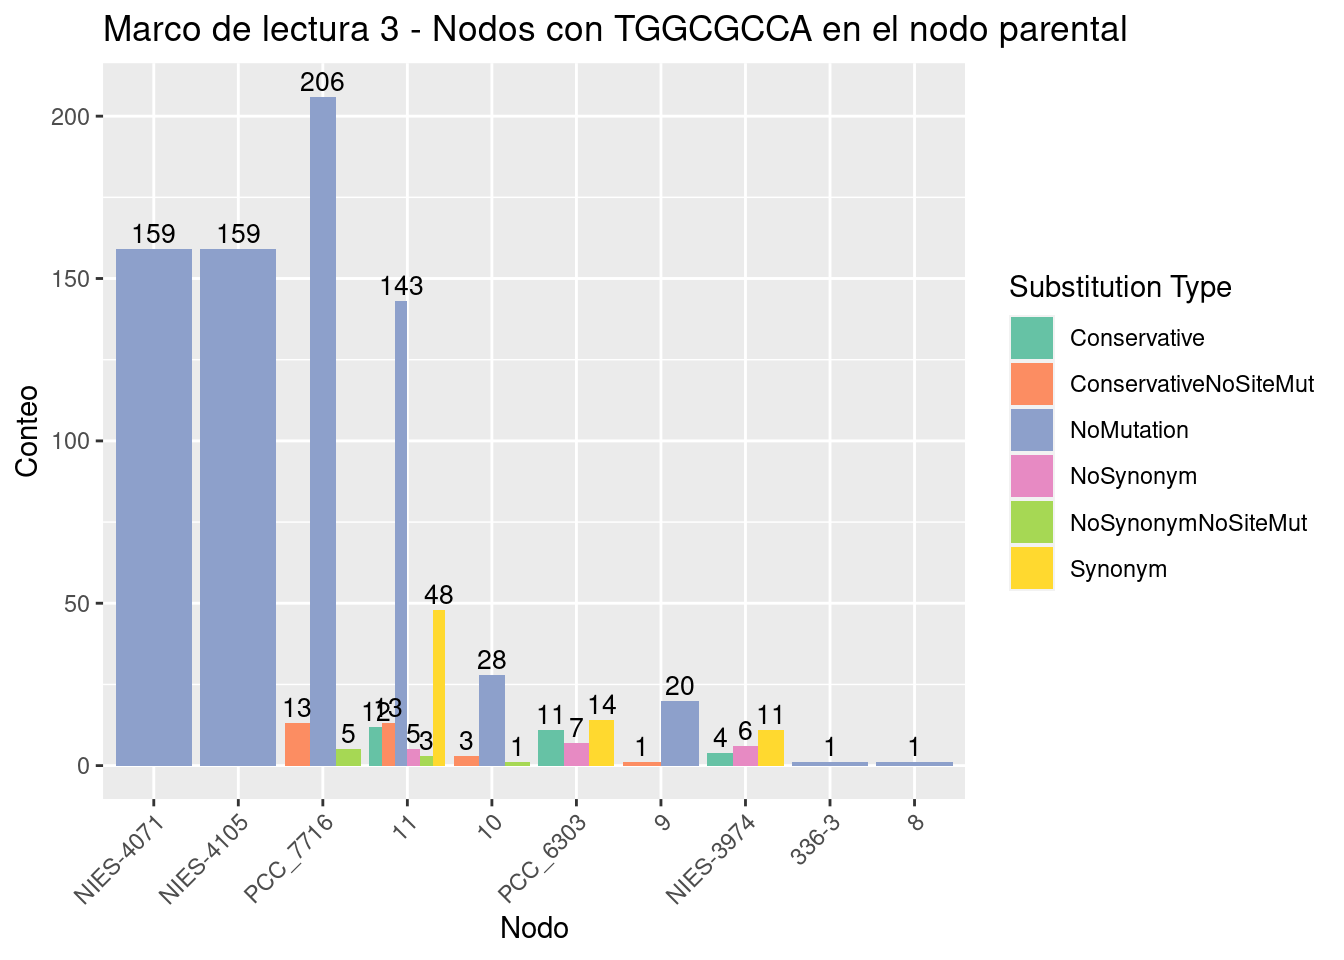 Marco de lectura 3 - Nodos con TGGCGCCA en el nodo parental
Conteo
200
150
100
50
0
159
159
13
206
5
12
13
143
5
3
48
3
28
1
11
7
14
1
20
4
6
11
1
1
NIES-4071
NIES-4105
PCC_7716
11
10
PCC_6303
9
NIES-3974
336-3
8
Nodo
Substitution Type
Conservative
ConservativeNoSiteMut
NoMutation
NoSynonym
NoSynonymNoSiteMut
Synonym